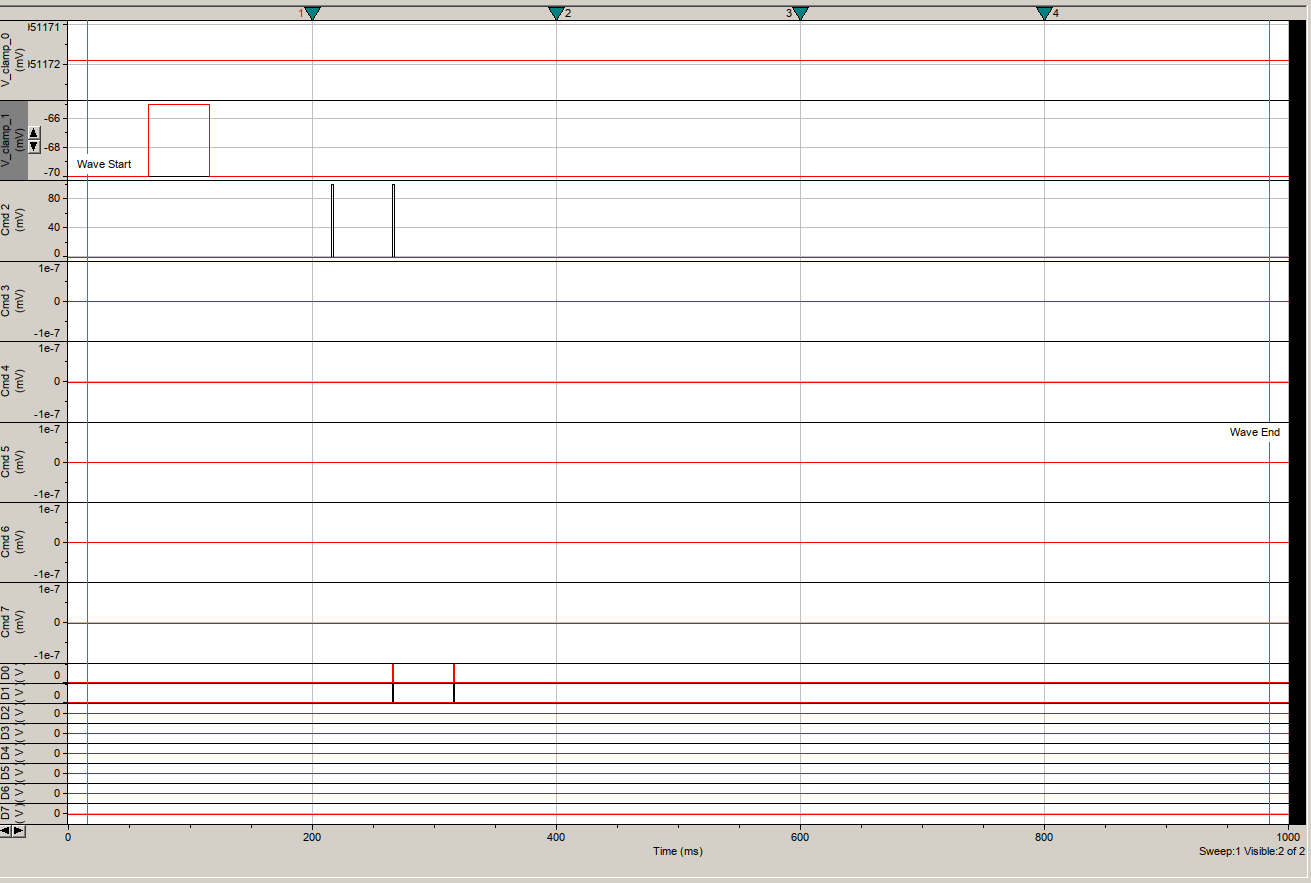 1 2 3 4
V_clamp_0 (mV) 951171
951172
V_clamp_1 (mV) -66
-68
-70
Wave Start
Cmd 2 (mV) 80
40
0
Cmd 3 (mV) 1e-7
0
-1e-7
Cmd 4 (mV) 1e-7
0
-1e-7
Cmd 5 (mV) 1e-7
0
-1e-7
Wave End
Cmd 6 (mV) 1e-7
0
-1e-7
Cmd 7 (mV) 1e-7
0
-1e-7
D0 (V) 0
D1 (V) 0
D2 (V) 0
D3 (V) 0
D4 (V) 0
D5 (V) 0
D6 (V) 0
D7 (V) 0
0 200 400 600 800 1000
Time (ms)
Sweep:1 Visible:2 of 2